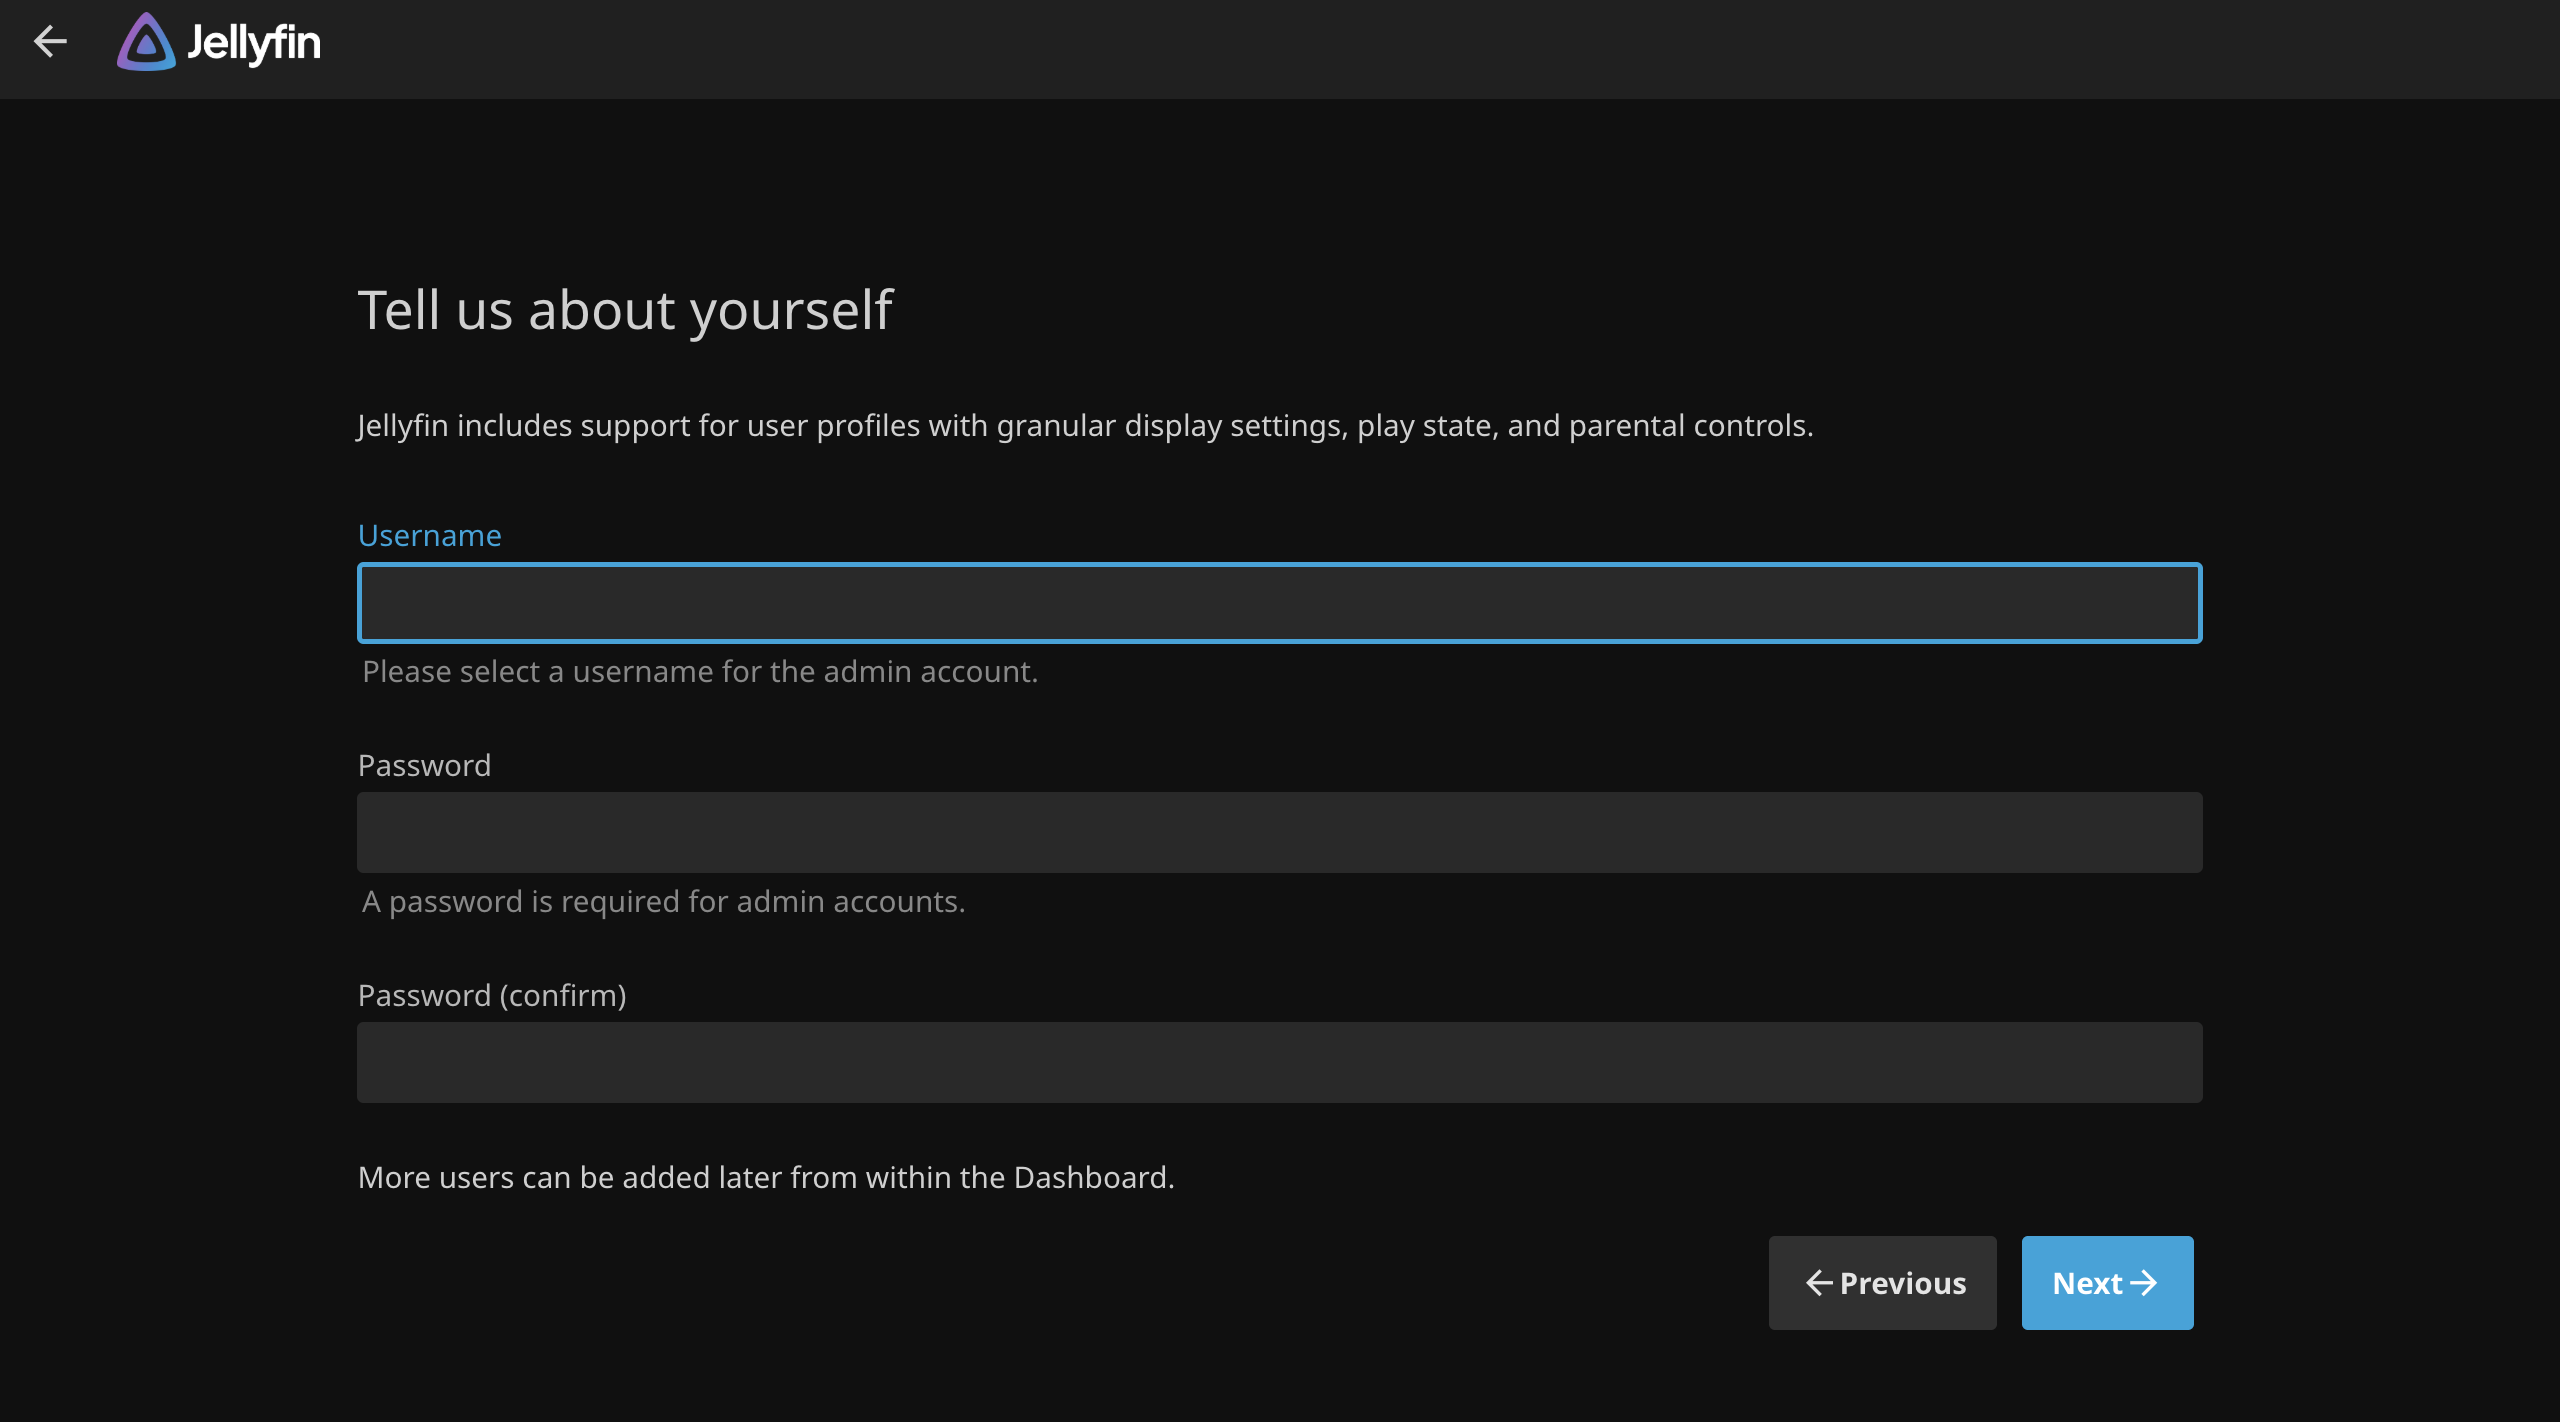 Jellyfin
Tell us about yourself
Jellyfin includes support for user profiles with granular display settings, play state, and parental controls.
Username
Please select a username for the admin account.
Password
A password is required for admin accounts.
Password (confirm)
More users can be added later from within the Dashboard.
Previous
Next